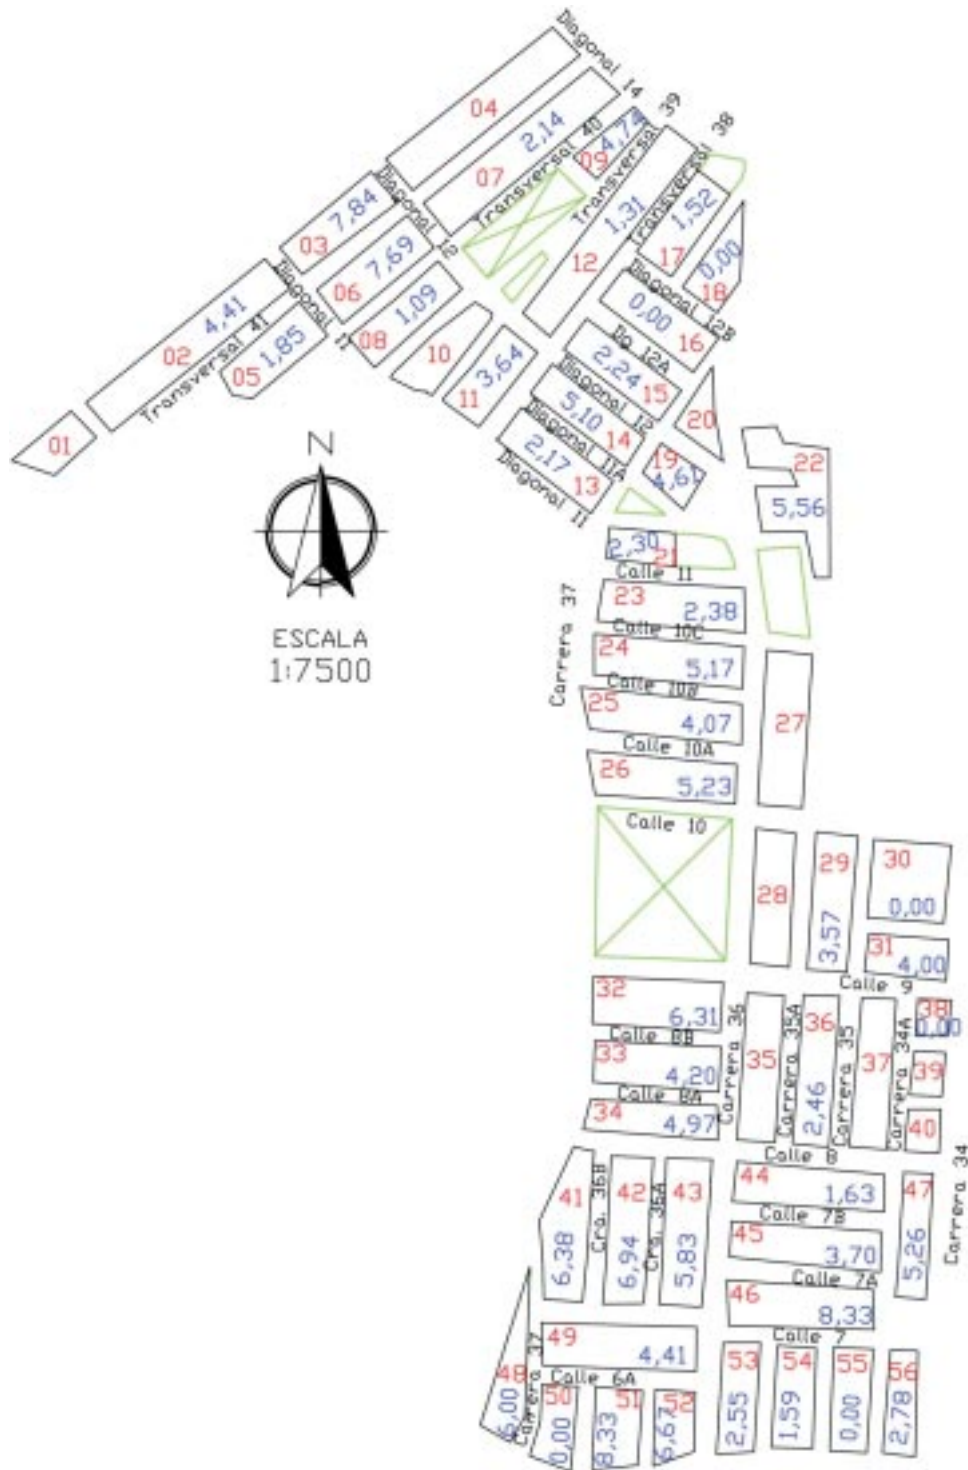 Diagonal 14
04
Transversal 39
Transversal 38
Transversal 40
2,14
4,74
09
07
Diagonal 12
7,84
03
1,31
1,52
17
12
0,00
18
7,69
06
Diagonal 11
Diagonal 12B
0,00
16
4,41
02
Transversal 41
1,85
05
1,09
08
10
3,64
11
Dg 12A
2,24
15
Diagonal 12
5,10
14
Diagonal 11A
2,17
13
Diagonal 11
20
19
4,61
01
N
ESCALA
1:7500
22
5,56
2,30
21
Calle 11
Carrera 37
23
2,38
Calle 10C
24
5,17
Calle 10B
25
4,07
Calle 10A
26
5,23
27
Calle 10
28
29
3,57
30
0,00
31
4,00
Calle 9
32
6,31
Calle 8B
33
4,20
Calle 8A
34
4,97
Carrera 36
35
Carrera 35A
36
2,46
Carrera 35
37
Carrera 34A
38
0,00
39
40
Calle 8
Carrera 34
41
6,38
Cra. 36B
42
6,94
Cra. 36A
43
5,83
44
1,63
Calle 7B
45
3,70
Calle 7A
46
8,33
Calle 7
47
5,26
48
6,00
Carrera 37
49
4,41
Calle 6A
50
0,00
51
8,33
52
6,67
53
2,55
54
1,59
55
0,00
56
2,78